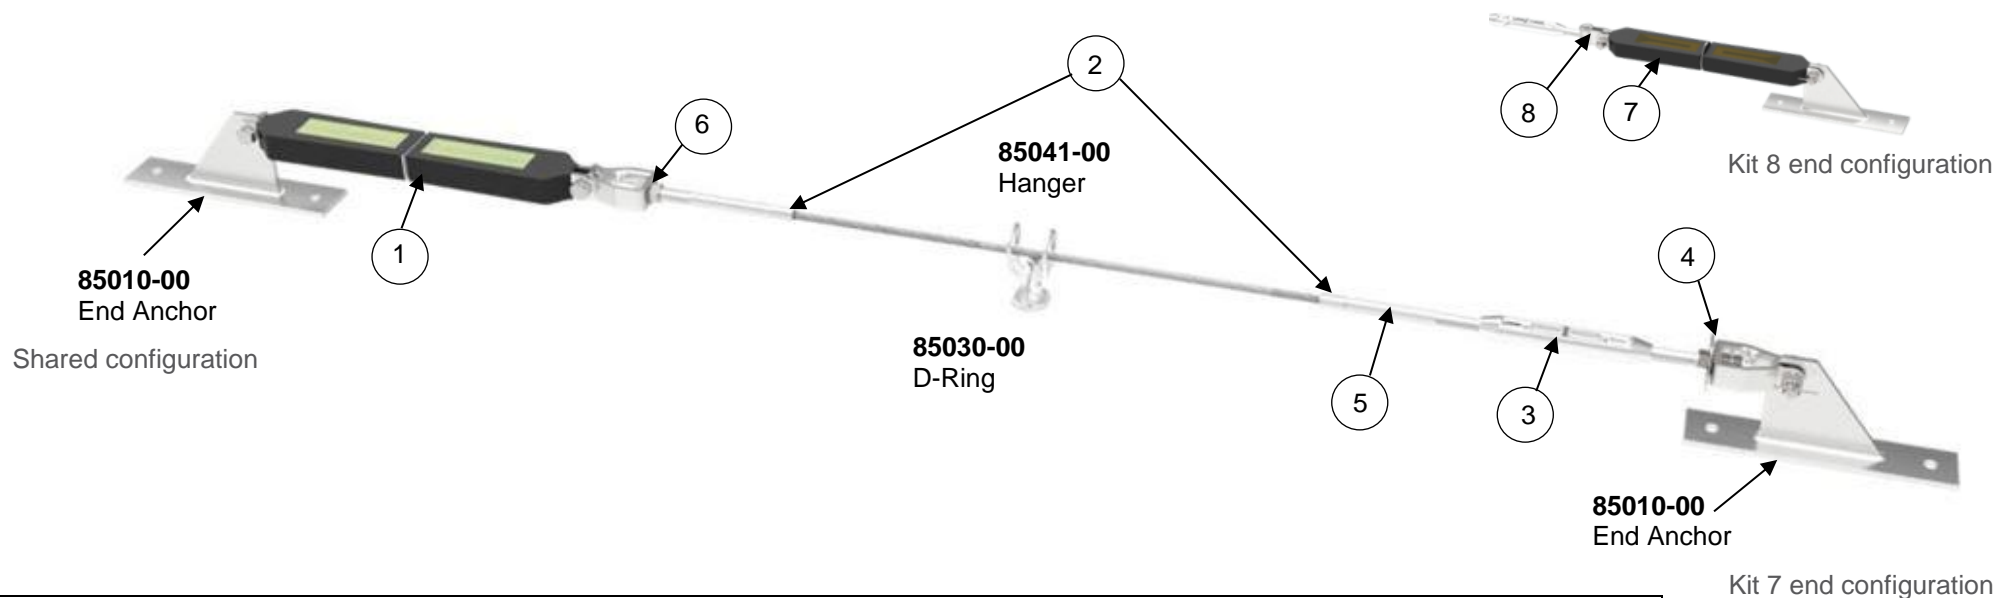 2
8
7
Kit 8 end configuration
6
85041-00
Hanger
1
4
85010-00
End Anchor
Shared configuration
85030-00
D-Ring
5
3
85010-00
End Anchor
Kit 7 end configuration